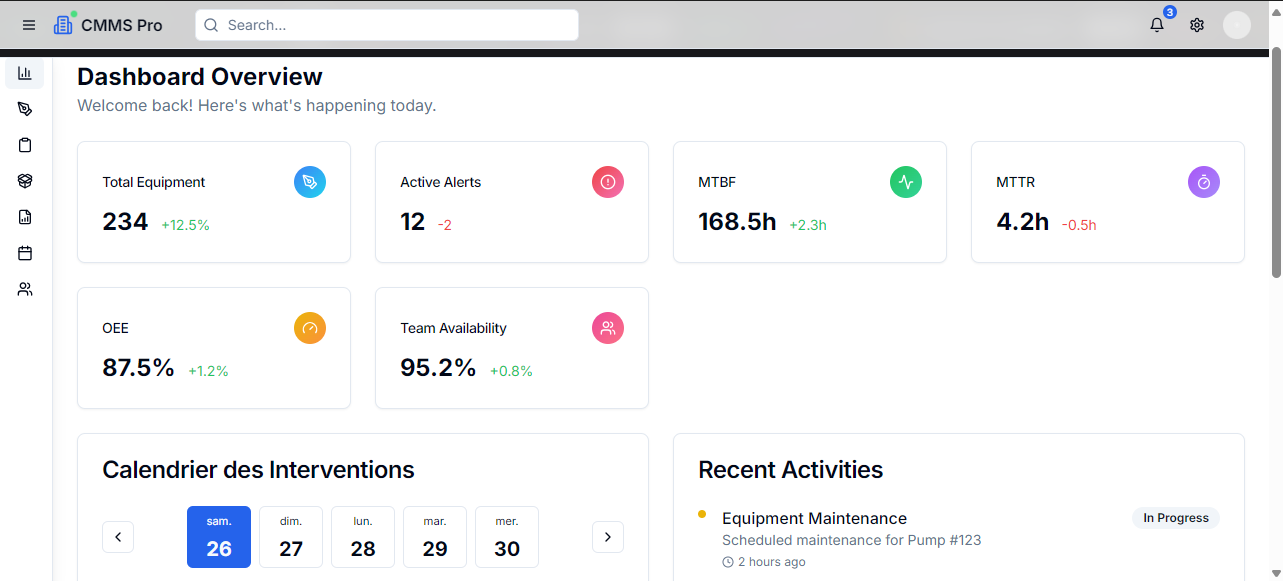 CMMS Pro
Search...
3
Dashboard Overview
Welcome back! Here's what's happening today.
Total Equipment
234 +12.5%
Active Alerts
12 -2
MTBF
168.5h +2.3h
MTTR
4.2h -0.5h
OEE
87.5% +1.2%
Team Availability
95.2% +0.8%
Calendrier des Interventions
sam.
26
dim.
27
lun.
28
mar.
29
mer.
30
Recent Activities
Equipment Maintenance
In Progress
Scheduled maintenance for Pump #123
2 hours ago